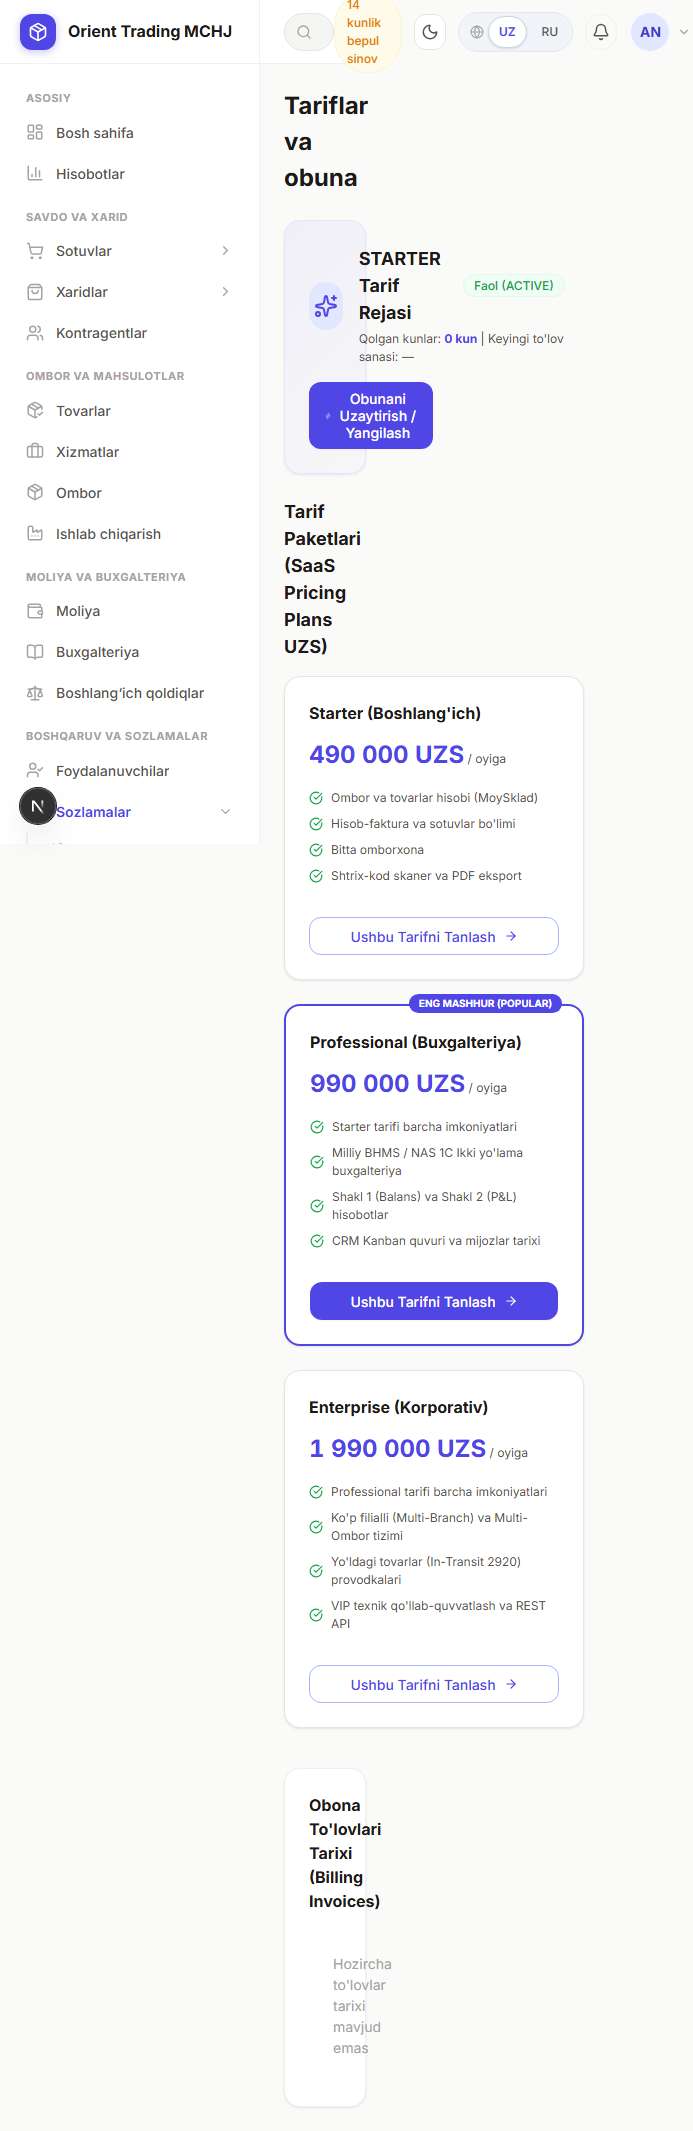 Orient Trading MCHJ
14
kunlik
bepul
sinov
UZ
RU
AN
ASOSIY
Bosh sahifa
Hisobotlar
SAVDO VA XARID
Sotuvlar
Xaridlar
Kontragentlar
OMBOR VA MAHSULOTLAR
Tovarlar
Xizmatlar
Ombor
Ishlab chiqarish
MOLIYA VA BUXGALTERIYA
Moliya
Buxgalteriya
Boshlang‘ich qoldiqlar
BOSHQARUV VA SOZLAMALAR
Foydalanuvchilar
N
Sozlamalar
Tariflar
va
obuna
STARTER
Tarif
Rejasi
Faol (ACTIVE)
Qolgan kunlar: 0 kun | Keyingi to'lov
sanasi: —
Obunani
Uzaytirish /
Yangilash
Tarif
Paketlari
(SaaS
Pricing
Plans
UZS)
Starter (Boshlang'ich)
490 000 UZS / oyiga
Ombor va tovarlar hisobi (MoySklad)
Hisob-faktura va sotuvlar bo'limi
Bitta omborxona
Shtrix-kod skaner va PDF eksport
Ushbu Tarifni Tanlash
ENG MASHHUR (POPULAR)
Professional (Buxgalteriya)
990 000 UZS / oyiga
Starter tarifi barcha imkoniyatlari
Milliy BHMS / NAS 1C Ikki yo'lama
buxgalteriya
Shakl 1 (Balans) va Shakl 2 (P&L)
hisobotlar
CRM Kanban quvuri va mijozlar tarixi
Ushbu Tarifni Tanlash
Enterprise (Korporativ)
1 990 000 UZS / oyiga
Professional tarifi barcha imkoniyatlari
Ko'p filialli (Multi-Branch) va Multi-
Ombor tizimi
Yo'ldagi tovarlar (In-Transit 2920)
provodkalari
VIP texnik qo'llab-quvvatlash va REST
API
Ushbu Tarifni Tanlash
Obona
To'lovlari
Tarixi
(Billing
Invoices)
Hozircha
to'lovlar
tarixi
mavjud
emas